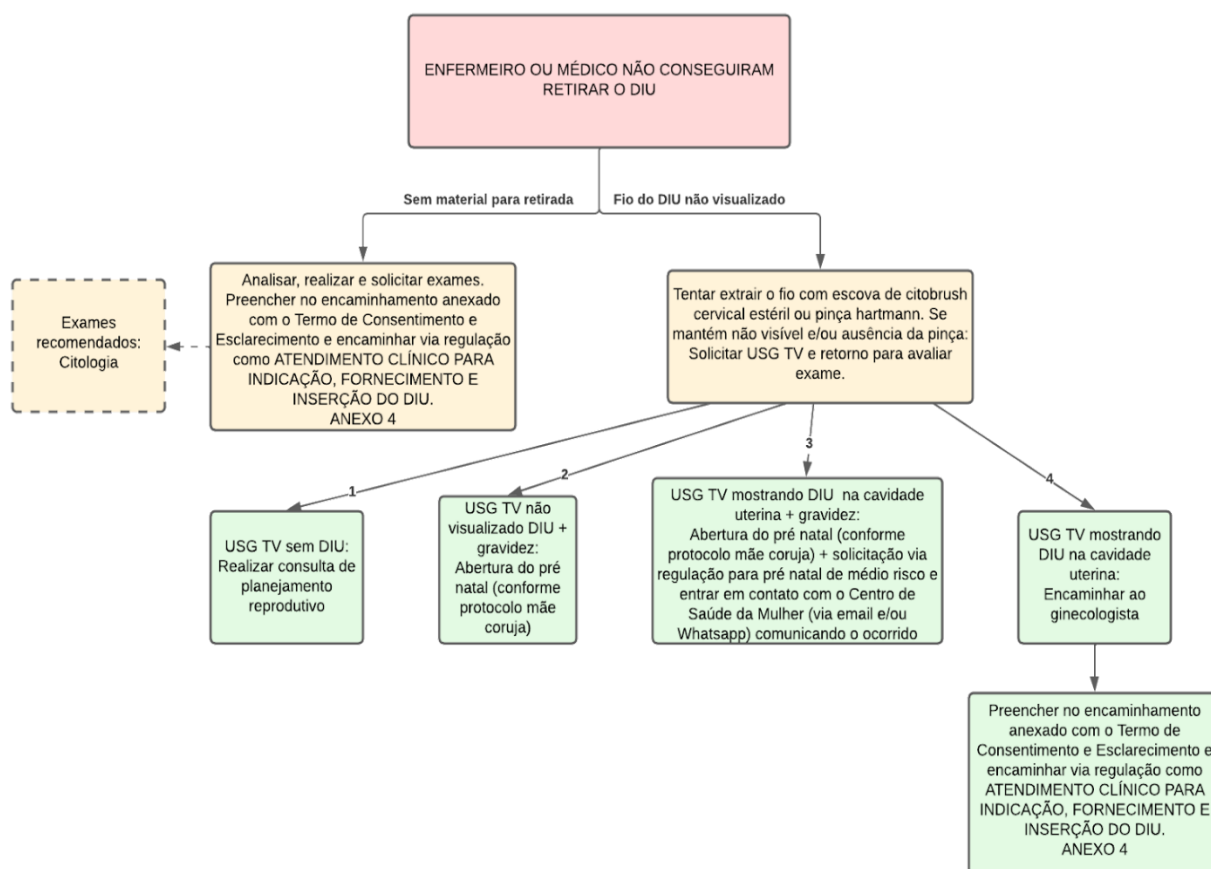 ENFERMEIRO OU MÉDICO NÃO CONSEGUIRAM
RETIRAR O DIU
Sem material para retirada
Fio do DIU não visualizado
Exames
recomendados:
Citologia
Analisar, realizar e solicitar exames.
Preencher no encaminhamento anexado
com o Termo de Consentimento e
Esclarecimento e encaminhar via regulação
como ATENDIMENTO CLÍNICO PARA
INDICAÇÃO, FORNECIMENTO E
INSERÇÃO DO DIU.
ANEXO 4
Tentar extrair o fio com escova de citobrush
cervical estéril ou pinça hartmann. Se
mantém não visível e/ou ausência da pinça:
Solicitar USG TV e retorno para avaliar
exame.
1
2
3
4
USG TV sem DIU:
Realizar consulta de
planejamento
reprodutivo
USG TV não
visualizado DIU +
gravidez:
Abertura do pré
natal (conforme
protocolo mãe
coruja)
USG TV mostrando DIU na cavidade
uterina + gravidez:
Abertura do pré natal (conforme
protocolo mãe coruja) + solicitação via
regulação para pré natal de médio risco e
entrar em contato com o Centro de
Saúde da Mulher (via email e/ou
Whatsapp) comunicando o ocorrido
USG TV mostrando
DIU na cavidade
uterina:
Encaminhar ao
ginecologista
Preencher no encaminhamento
anexado com o Termo de
Consentimento e Esclarecimento e
encaminhar via regulação como
ATENDIMENTO CLÍNICO PARA
INDICAÇÃO, FORNECIMENTO E
INSERÇÃO DO DIU.
ANEXO 4